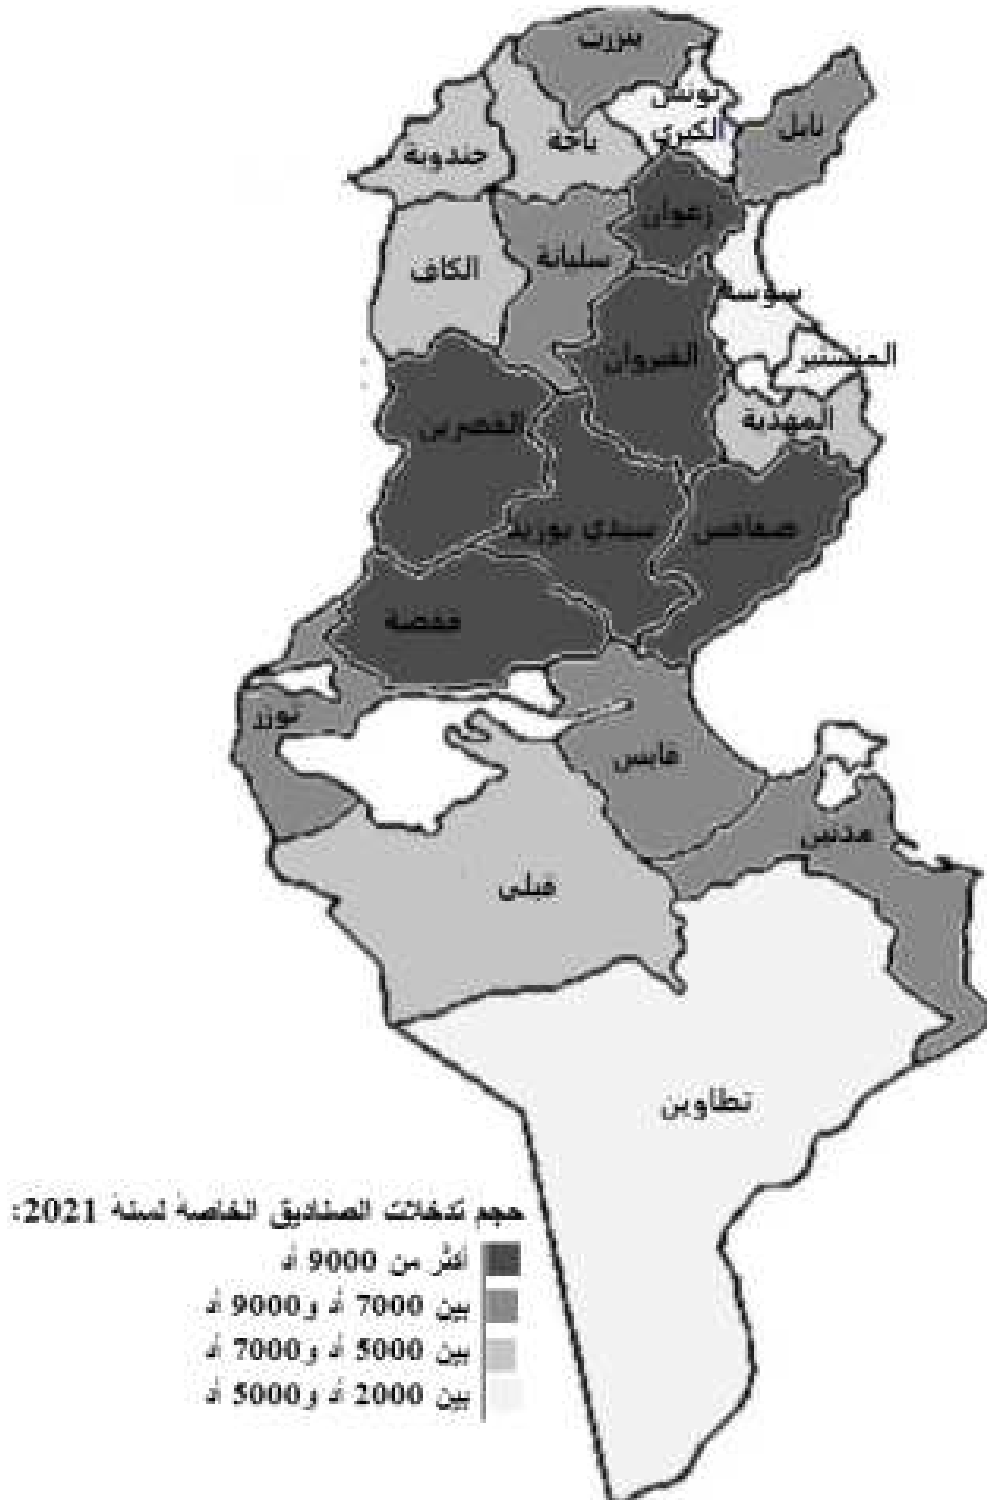 بنزرت
تونس
الكبرى
نابل
باجة
جندوبة
زغوان
سليانة
الكاف
سوسة
القيروان
المنستير
المهدية
القصرين
سيدي بوزيد
صفاقس
قفصة
توزر
قابس
مدنين
قبلي
تطاوين
حجم تدخلات الصناديق الخاصة لسنة 2021:
أكثر من 9000 أد
بين 7000 أد و9000 أد
بين 5000 أد و7000 أد
بين 2000 أد و5000 أد